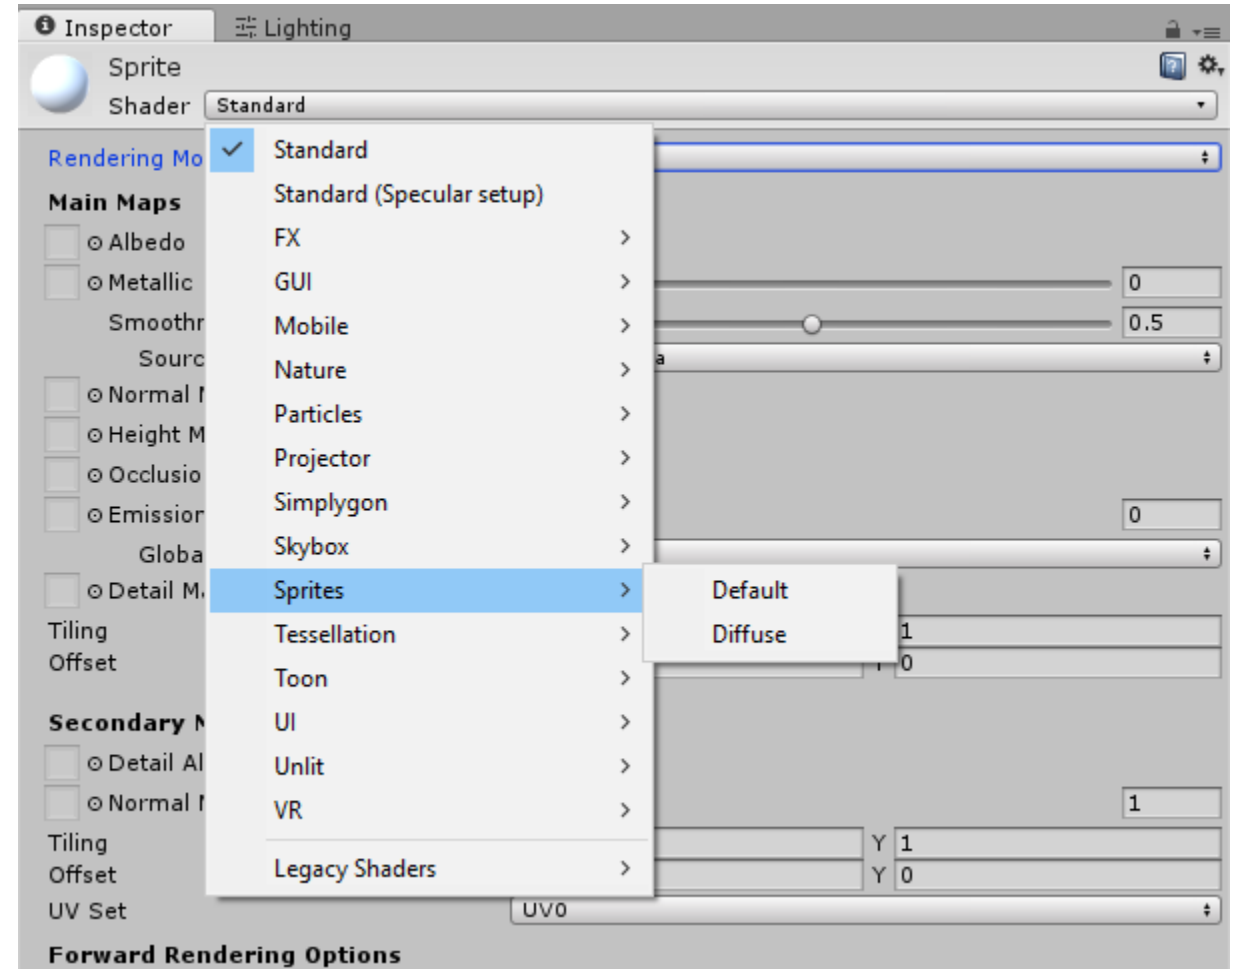 Inspector Lighting
Sprite
Shader Standard
Rendering Mo
Standard
Standard (Specular setup)
FX
GUI
Mobile
Nature
Particles
Projector
Simplygon
Skybox
Sprites
Tessellation
Toon
UI
Unlit
VR
Legacy Shaders
Default
Diffuse
Main Maps
Albedo
Metallic 0
Smoothr 0.5
Sourc a
Normal
Height M
Occlusio
Emission 0
Globa
Detail Ma
Tiling 1
Offset 0
Secondary
Detail Al
Normal 1
Tiling Y 1
Offset Y 0
UV Set UV0
Forward Rendering Options